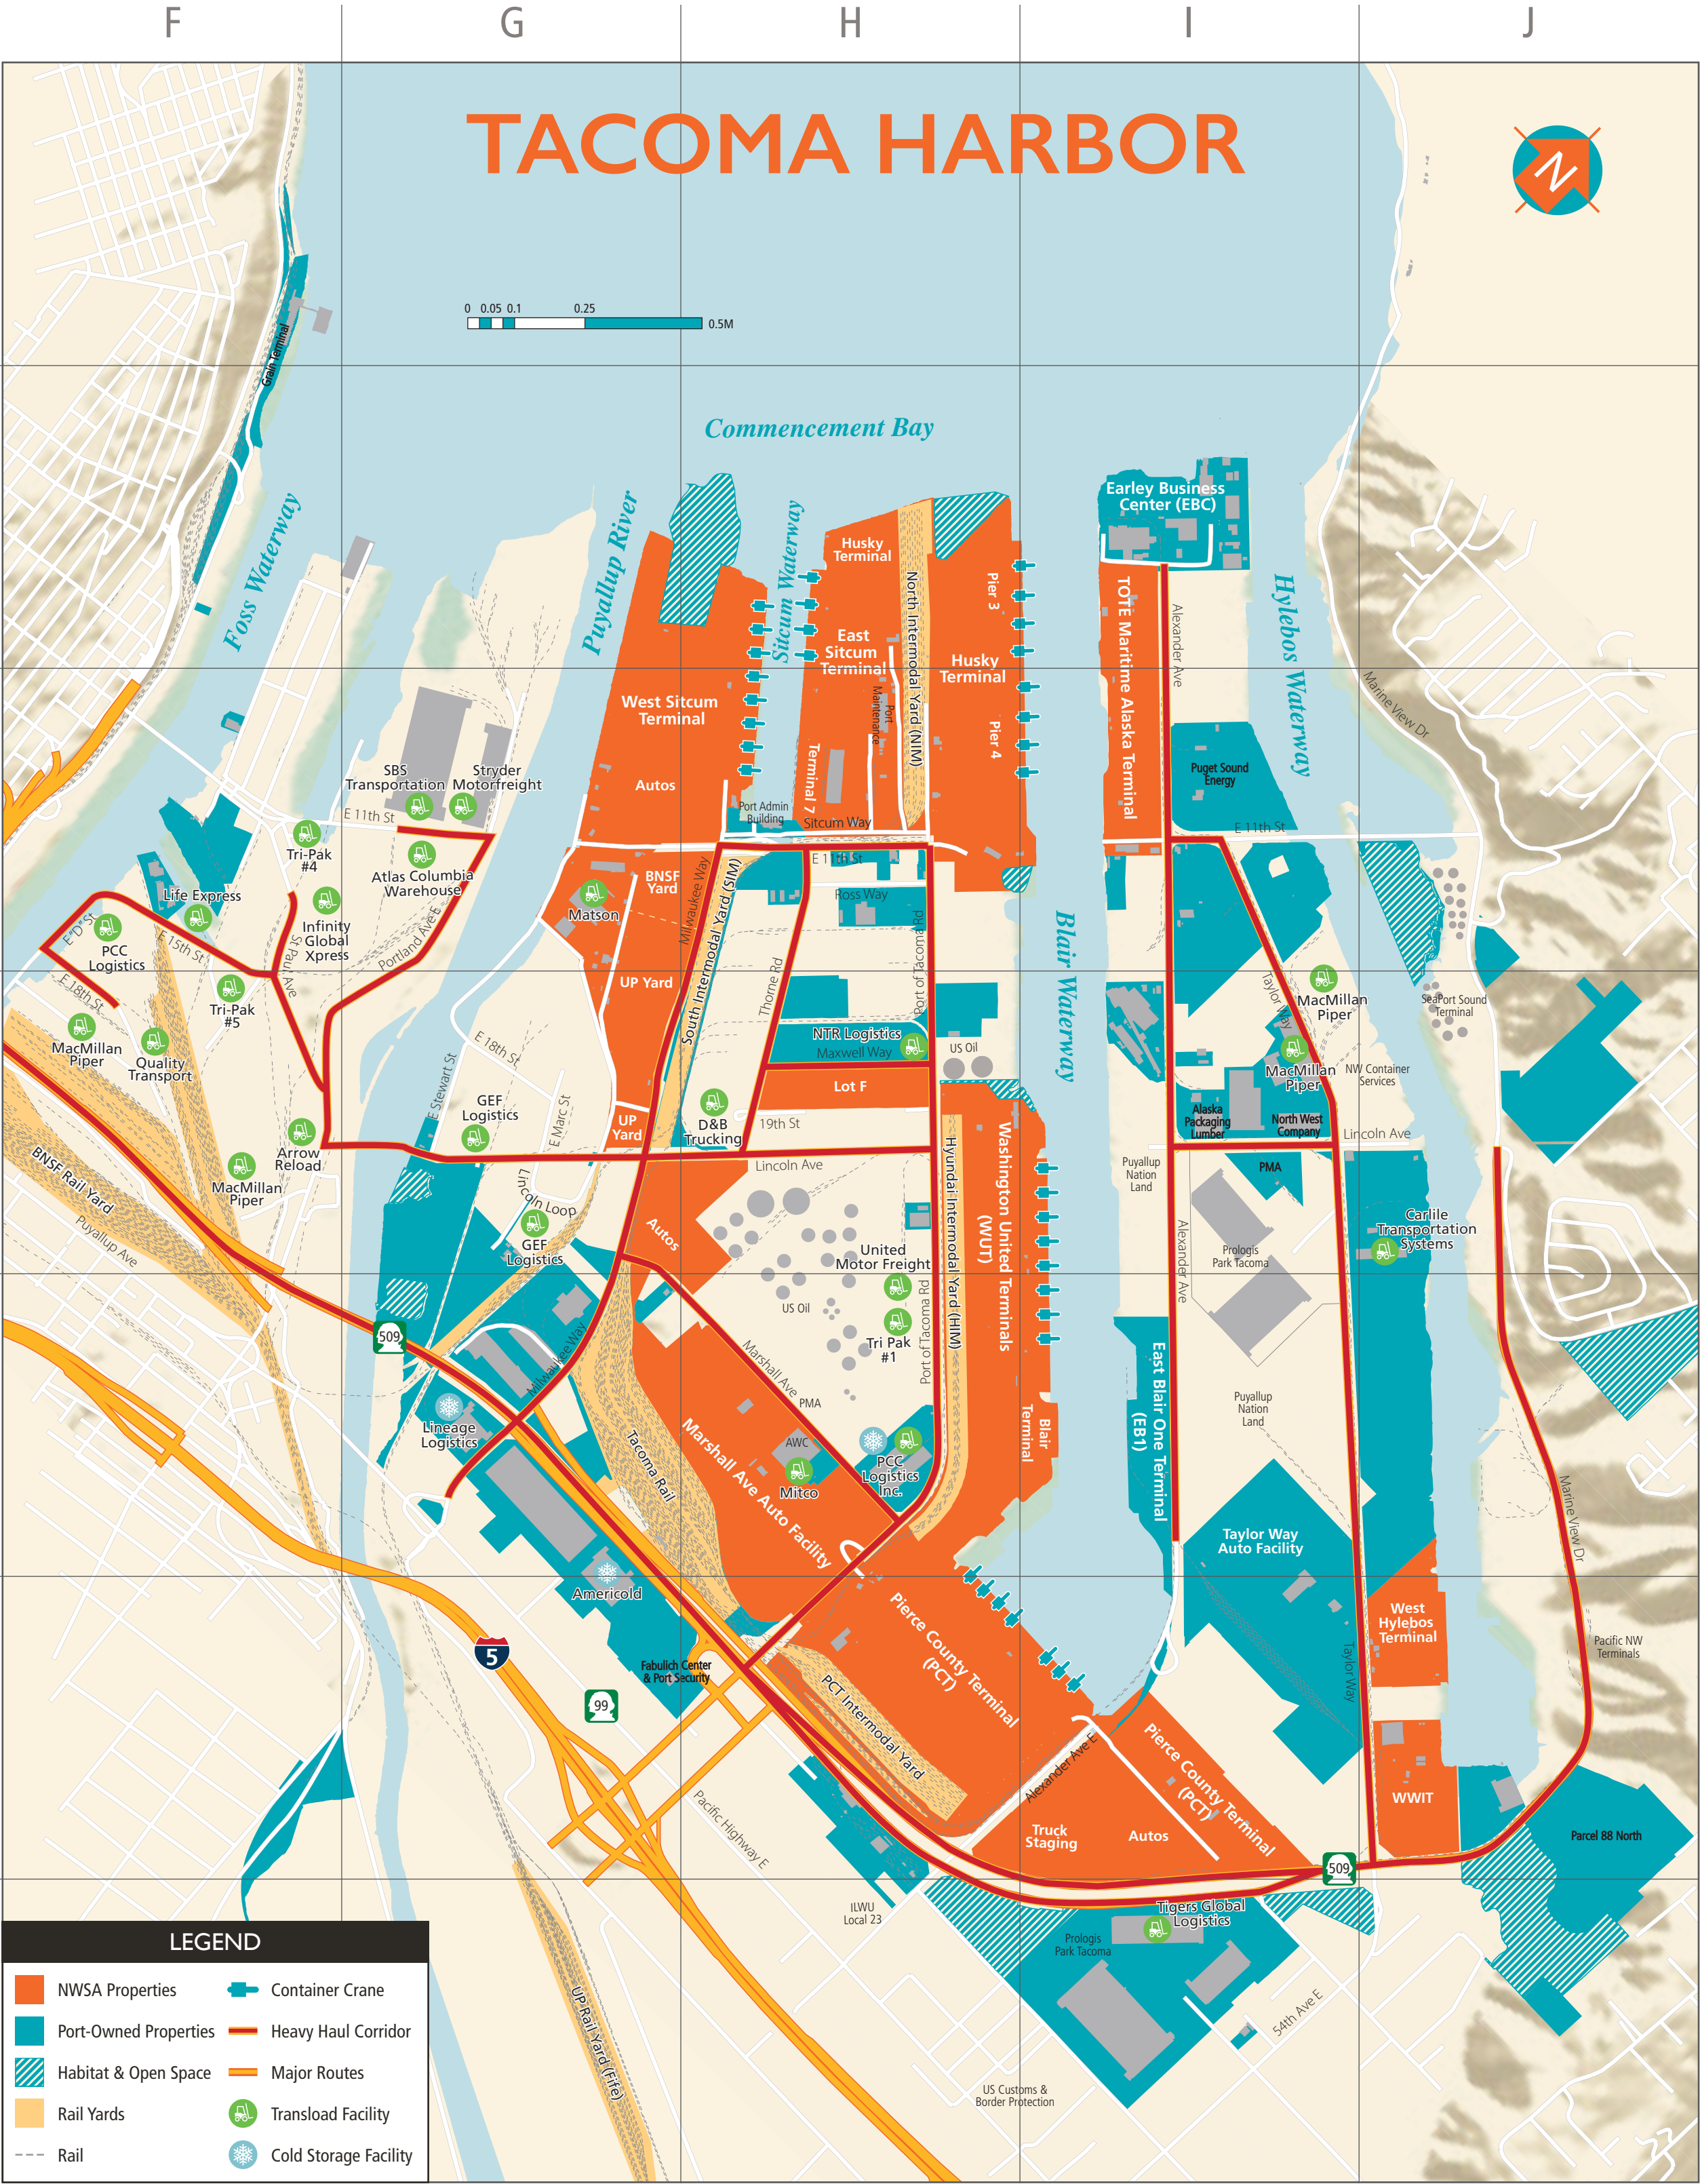 F G H I J
TACOMA HARBOR
N
0 0.05 0.1 0.25 0.5M
Grain Terminal
Commencement Bay
Foss Waterway
Puyallup River
Sitcum Waterway
Hylebos Waterway
Blair Waterway
Earley Business
Center (EBC)
Husky
Terminal
North Intermodal Yard (NIM)
Pier 3
East
Sitcum
Terminal
Husky
Terminal
Pier 4
TOTE Maritime Alaska Terminal
Alexander Ave
Marine View Dr
West Sitcum
Terminal
Autos
Port
Maintenance
Terminal 7
Port Admin
Building
Sitcum Way
Puget Sound
Energy
E 11th St
SBS
Transportation
Stryder
Motorfreight
E 11th St
Tri-Pak
#4
Atlas Columbia
Warehouse
Life Express
Infinity
Global
Xpress
E "D" St
PCC
Logistics
E 15th St
St Paul Ave
Portland Ave E
E 18th St
Tri-Pak
#5
MacMillan
Piper
Quality
Transport
BNSF
Yard
Matson
Milwaukee Way
South Intermodal Yard (SIM)
E 11th St
Ross Way
UP Yard
Thorne Rd
Port of Tacoma Rd
NTR Logistics
Maxwell Way
US Oil
Lot F
Taylor Way
MacMillan
Piper
SeaPort Sound
Terminal
MacMillan
Piper
NW Container
Services
Alaska
Packaging
Lumber
North West
Company
Lincoln Ave
E 18th St
E Stewart St
GEF
Logistics
E Marc St
UP
Yard
D&B
Trucking
19th St
Lincoln Ave
Arrow
Reload
MacMillan
Piper
BNSF Rail Yard
Puyallup Ave
Lincoln Loop
GEF
Logistics
Autos
Hyundai Intermodal Yard (HIM)
Washington United Terminals
(WUT)
Puyallup
Nation
Land
PMA
Alexander Ave
Prologis
Park Tacoma
Carlile
Transportation
Systems
United
Motor Freight
US Oil
Tri Pak
#1
Port of Tacoma Rd
509
Milwaukee Way
Marshall Ave
PMA
Lineage
Logistics
Tacoma Rail
Marshall Ave Auto Facility
AWC
Mitco
PCC
Logistics
Inc.
Blair
Terminal
East Blair One Terminal
(EB1)
Puyallup
Nation
Land
Taylor Way
Auto Facility
Marine View Dr
Americold
5
99
Fabulich Center
& Port Security
Pierce County Terminal
(PCT)
PCT Intermodal Yard
West
Hylebos
Terminal
Taylor Way
Pacific NW
Terminals
Alexander Ave E
Pierce County Terminal
(PCT)
WWIT
Truck
Staging
Autos
Parcel 88 North
Pacific Highway E
509
ILWU
Local 23
Tigers Global
Logistics
Prologis
Park Tacoma
54th Ave E
US Customs &
Border Protection
UP Rail Yard (Fife)
LEGEND
NWSA Properties
Port-Owned Properties
Habitat & Open Space
Rail Yards
Rail
Container Crane
Heavy Haul Corridor
Major Routes
Transload Facility
Cold Storage Facility